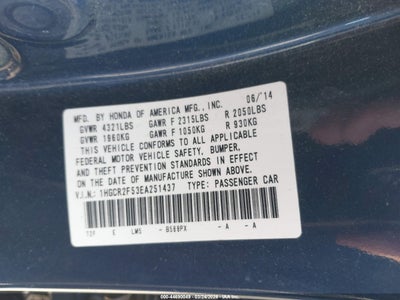 MFD. BY HONDA OF AMERICA MFG., INC. 06/14
GVWR 4321LBS GAWR F 2315LBS R 2050LBS
GVWR 1960KG GAWR F 1050KG R 930KG
THIS VEHICLE CONFORMS TO ALL APPLICABLE
FEDERAL MOTOR VEHICLE SAFETY, BUMPER,
AND THEFT PREVENTION STANDARDS IN EFFECT
ON THE DATE OF MANUFACTURE SHOWN ABOVE.
V.I.N.: 1HGCR2F53EA251437 TYPE: PASSENGER CAR
T2F E LM5 -B588PX -A -A